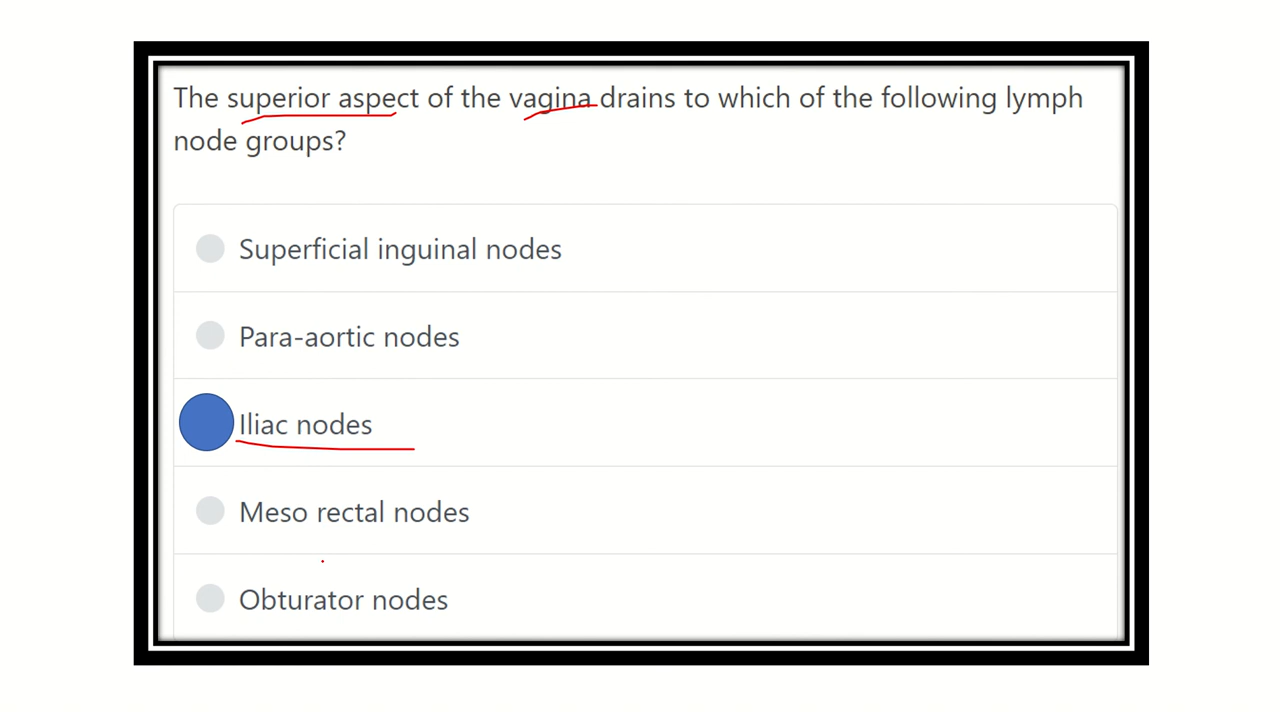 The superior aspect of the vagina drains to which of the following lymph
node groups?
Superficial inguinal nodes
Para-aortic nodes
Iliac nodes
Meso rectal nodes
Obturator nodes